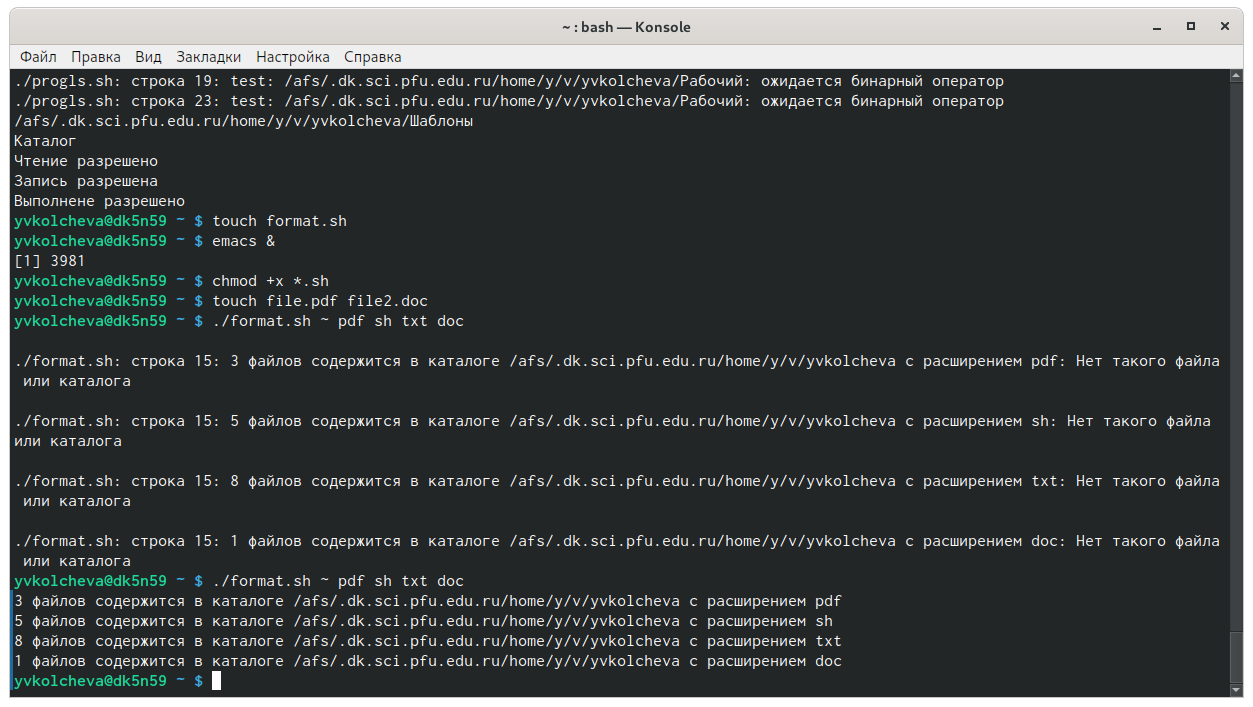 ~ : bash — Konsole
Файл Правка Вид Закладки Настройка Справка
./progls.sh: строка 19: test: /afs/.dk.sci.pfu.edu.ru/home/y/v/yvkolcheva/Рабочий: ожидается бинарный оператор
./progls.sh: строка 23: test: /afs/.dk.sci.pfu.edu.ru/home/y/v/yvkolcheva/Рабочий: ожидается бинарный оператор
/afs/.dk.sci.pfu.edu.ru/home/y/v/yvkolcheva/Шаблоны
Каталог
Чтение разрешено
Запись разрешена
Выполнене разрешено
yvkolcheva@dk5n59 ~ $ touch format.sh
yvkolcheva@dk5n59 ~ $ emacs &
[1] 3981
yvkolcheva@dk5n59 ~ $ chmod +x *.sh
yvkolcheva@dk5n59 ~ $ touch file.pdf file2.doc
yvkolcheva@dk5n59 ~ $ ./format.sh ~ pdf sh txt doc
./format.sh: строка 15: 3 файлов содержится в каталоге /afs/.dk.sci.pfu.edu.ru/home/y/v/yvkolcheva с расширением pdf: Нет такого файла
или каталога
./format.sh: строка 15: 5 файлов содержится в каталоге /afs/.dk.sci.pfu.edu.ru/home/y/v/yvkolcheva с расширением sh: Нет такого файла
или каталога
./format.sh: строка 15: 8 файлов содержится в каталоге /afs/.dk.sci.pfu.edu.ru/home/y/v/yvkolcheva с расширением txt: Нет такого файла
или каталога
./format.sh: строка 15: 1 файлов содержится в каталоге /afs/.dk.sci.pfu.edu.ru/home/y/v/yvkolcheva с расширением doc: Нет такого файла
или каталога
yvkolcheva@dk5n59 ~ $ ./format.sh ~ pdf sh txt doc
3 файлов содержится в каталоге /afs/.dk.sci.pfu.edu.ru/home/y/v/yvkolcheva с расширением pdf
5 файлов содержится в каталоге /afs/.dk.sci.pfu.edu.ru/home/y/v/yvkolcheva с расширением sh
8 файлов содержится в каталоге /afs/.dk.sci.pfu.edu.ru/home/y/v/yvkolcheva с расширением txt
1 файлов содержится в каталоге /afs/.dk.sci.pfu.edu.ru/home/y/v/yvkolcheva с расширением doc
yvkolcheva@dk5n59 ~ $